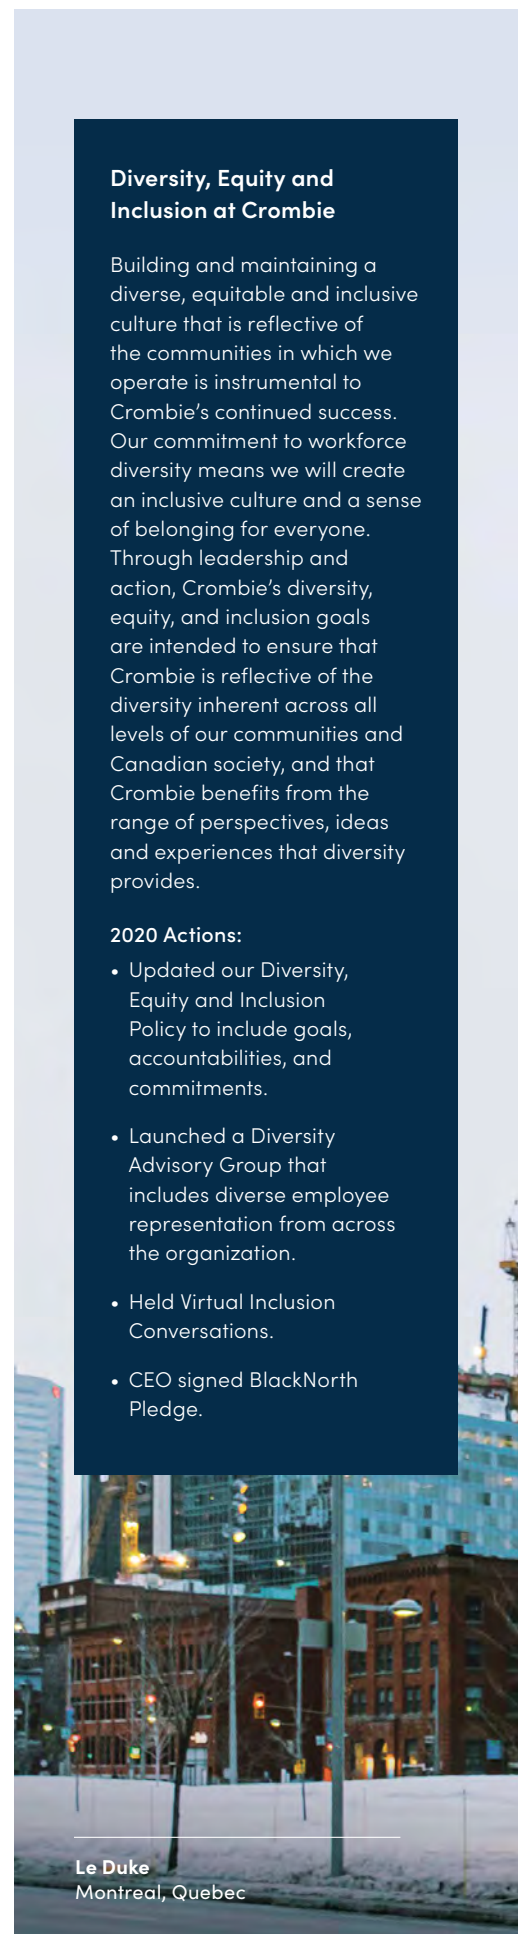 Diversity, Equity and
Inclusion at Crombie
Building and maintaining a
diverse, equitable and inclusive
culture that is reflective of
the communities in which we
operate is instrumental to
Crombie’s continued success.
Our commitment to workforce
diversity means we will create
an inclusive culture and a sense
of belonging for everyone.
Through leadership and
action, Crombie’s diversity,
equity, and inclusion goals
are intended to ensure that
Crombie is reflective of the
diversity inherent across all
levels of our communities and
Canadian society, and that
Crombie benefits from the
range of perspectives, ideas
and experiences that diversity
provides.
2020 Actions:
• Updated our Diversity,
Equity and Inclusion
Policy to include goals,
accountabilities, and
commitments.
• Launched a Diversity
Advisory Group that
includes diverse employee
representation from across
the organization.
• Held Virtual Inclusion
Conversations.
• CEO signed BlackNorth
Pledge.
Le Duke
Montreal, Quebec